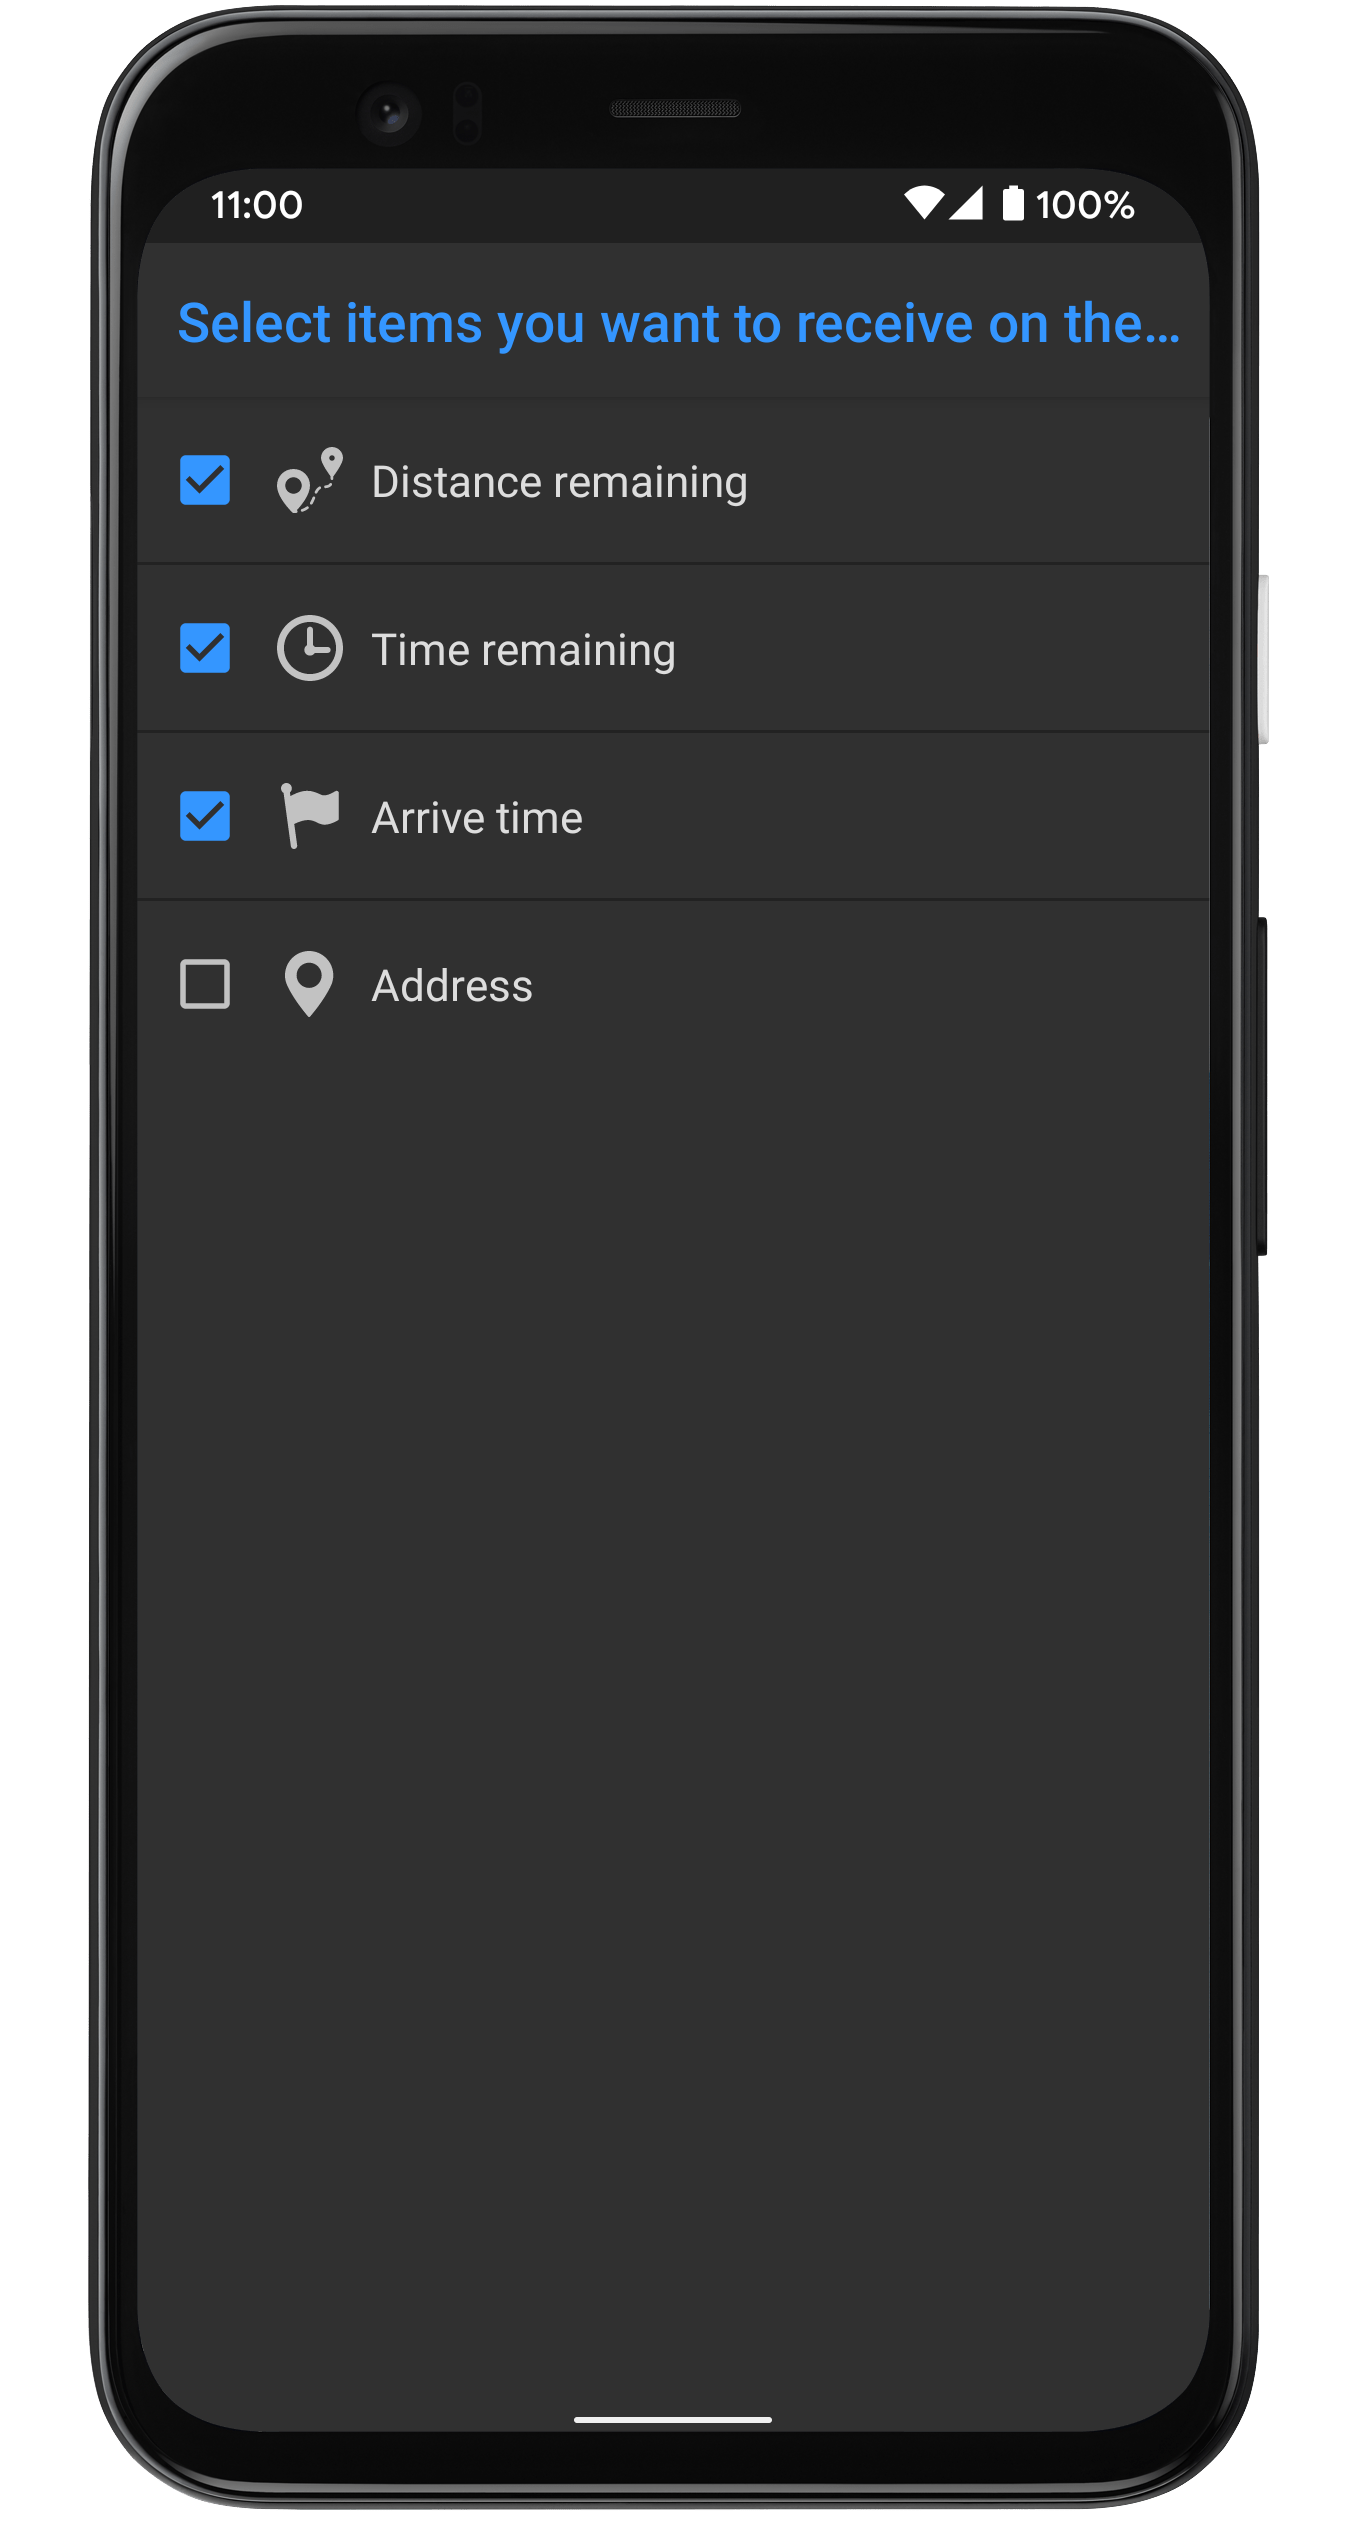 11:00 100%
Select items you want to receive on the...
Distance remaining
Time remaining
Arrive time
Address